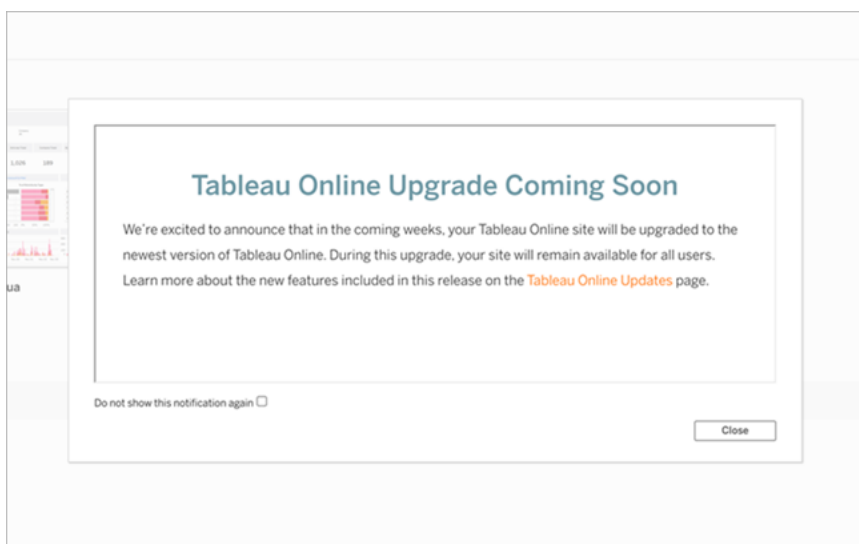 1,026 189
ua
Tableau Online Upgrade Coming Soon
We're excited to announce that in the coming weeks, your Tableau Online site will be upgraded to the
newest version of Tableau Online. During this upgrade, your site will remain available for all users.
Learn more about the new features included in this release on the Tableau Online Updates page.
Do not show this notification again
Close